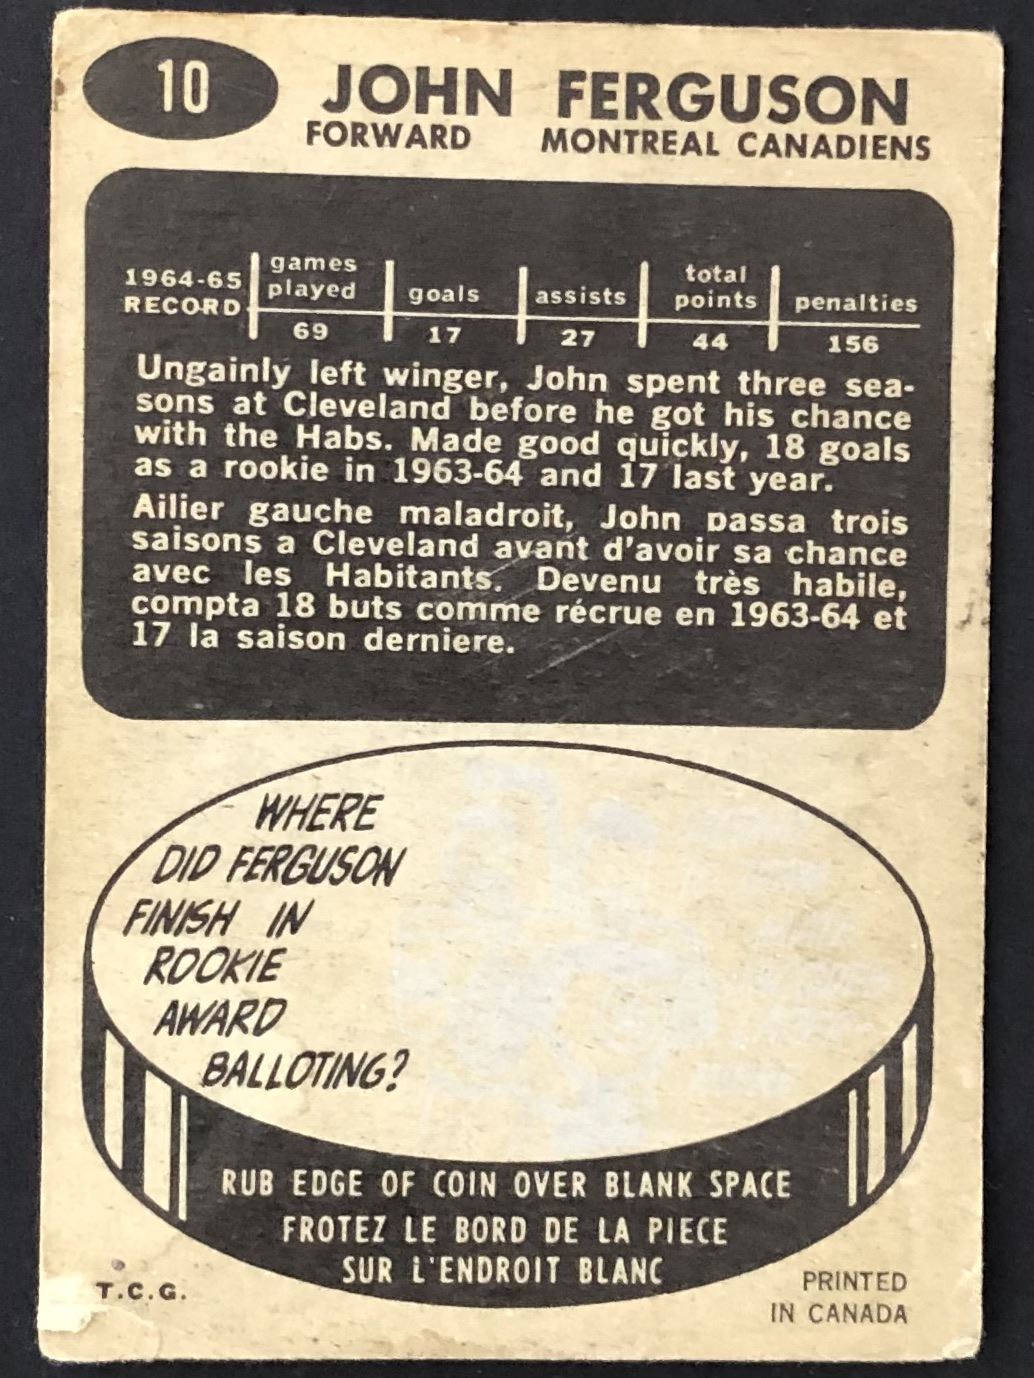 10
JOHN FERGUSON
FORWARD MONTREAL CANADIENS
1964-65 RECORD games played goals assists total points penalties
69 17 27 44 156
Ungainly left winger, John spent three sea-
sons at Cleveland before he got his chance
with the Habs. Made good quickly, 18 goals
as a rookie in 1963-64 and 17 last year.
Ailier gauche maladroit, John passa trois
saisons a Cleveland avant d'avoir sa chance
avec les Habitants. Devenu très habile,
compta 18 buts comme récrue en 1963-64 et
17 la saison derniere.
WHERE
DID FERGUSON
FINISH IN
ROOKIE
AWARD
BALLOTING?
RUB EDGE OF COIN OVER BLANK SPACE
FROTEZ LE BORD DE LA PIECE
SUR L'ENDROIT BLANC
T.C.G.
PRINTED
IN CANADA